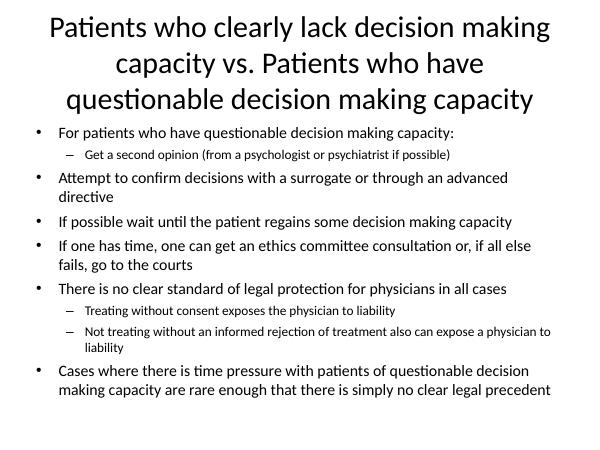 Patients who clearly lack decision making
capacity vs. Patients who have
questionable decision making capacity
• For patients who have questionable decision making capacity:
– Get a second opinion (from a psychologist or psychiatrist if possible)
• Attempt to confirm decisions with a surrogate or through an advanced
directive
• If possible wait until the patient regains some decision making capacity
• If one has time, one can get an ethics committee consultation or, if all else
fails, go to the courts
• There is no clear standard of legal protection for physicians in all cases
– Treating without consent exposes the physician to liability
– Not treating without an informed rejection of treatment also can expose a physician to
liability
• Cases where there is time pressure with patients of questionable decision
making capacity are rare enough that there is simply no clear legal precedent